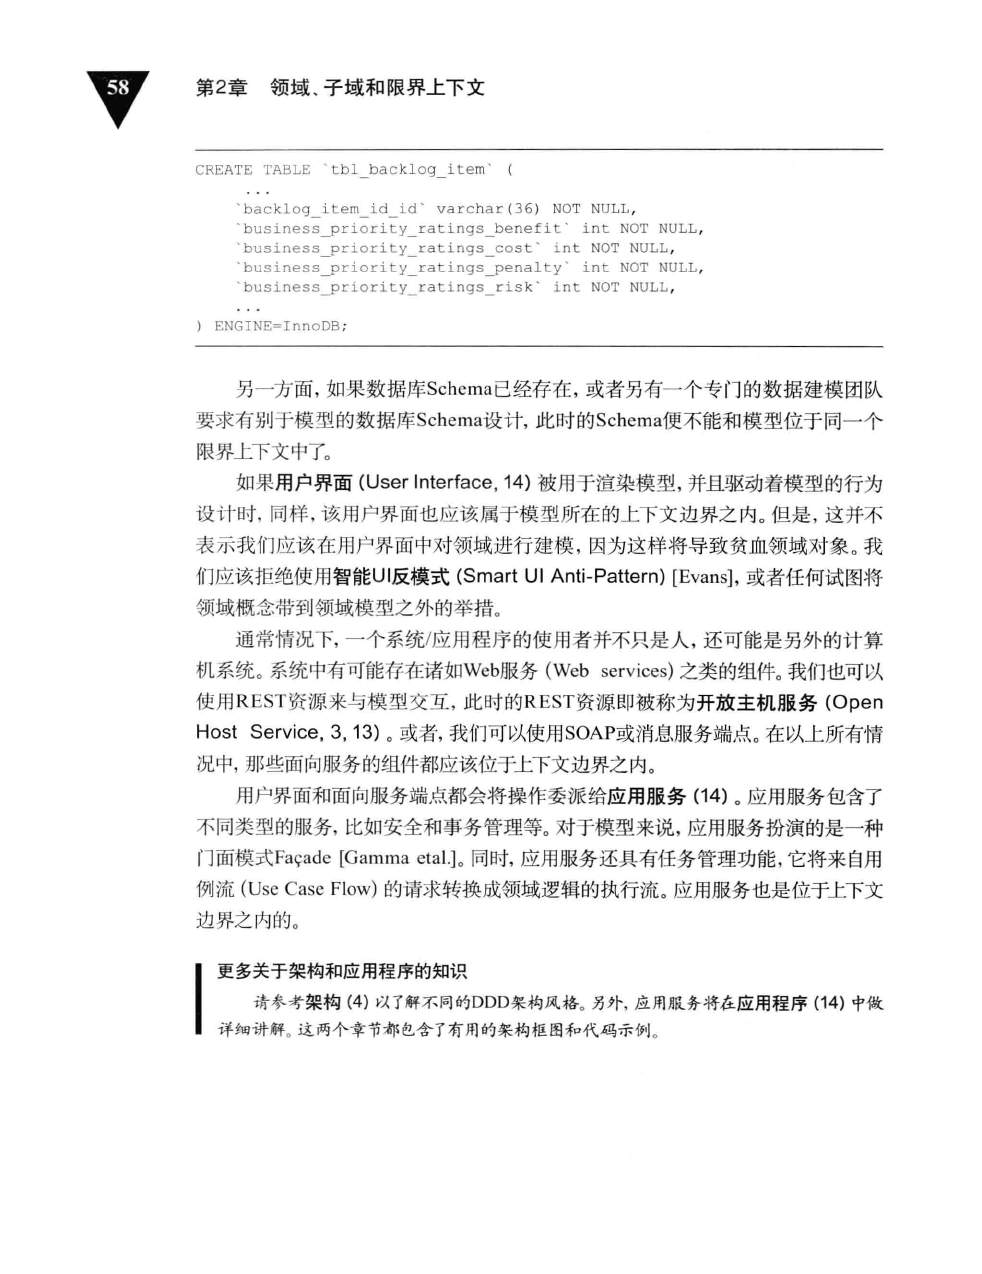 58
第2章 领域、子域和限界上下文
CREATE TABLE `tbl_backlog_item` (
...
`backlog_item_id_id` varchar(36) NOT NULL,
`business_priority_ratings_benefit` int NOT NULL,
`business_priority_ratings_cost` int NOT NULL,
`business_priority_ratings_penalty` int NOT NULL,
`business_priority_ratings_risk` int NOT NULL,
...
) ENGINE=InnoDB;
另一方面, 如果数据库Schema已经存在, 或者另有一个专门的数据建模团队
要求有别于模型的数据库Schema设计, 此时的Schema便不能和模型位于同一个
限界上下文中了。
如果用户界面 (User Interface, 14) 被用于渲染模型, 并且驱动着模型的行为
设计时, 同样, 该用户界面也应该属于模型所在的上下文边界之内。但是, 这并不
表示我们应该在用户界面中对领域进行建模, 因为这样将导致贫血领域对象。我
们应该拒绝使用智能UI反模式 (Smart UI Anti-Pattern) [Evans], 或者任何试图将
领域概念带到领域模型之外的举措。
通常情况下, 一个系统/应用程序的使用者并不只是人, 还可能是另外的计算
机系统。系统中有可能存在诸如Web服务 (Web services) 之类的组件。我们也可以
使用REST资源来与模型交互, 此时的REST资源即被称为开放主机服务 (Open
Host Service, 3, 13) 。或者, 我们可以使用SOAP或消息服务端点。在以上所有情
况中, 那些面向服务的组件都应该位于上下文边界之内。
用户界面和面向服务端点都会将操作委派给应用服务 (14) 。应用服务包含了
不同类型的服务, 比如安全和事务管理等。对于模型来说, 应用服务扮演的是一种
门面模式Façade [Gamma etal.]。同时, 应用服务还具有任务管理功能, 它将来自用
例流 (Use Case Flow) 的请求转换成领域逻辑的执行流。应用服务也是位于上下文
边界之内的。
更多关于架构和应用程序的知识
请参考架构 (4) 以了解不同的DDD架构风格。另外, 应用服务将在应用程序 (14) 中做
详细讲解。这两个章节都包含了有用的架构框图和代码示例。